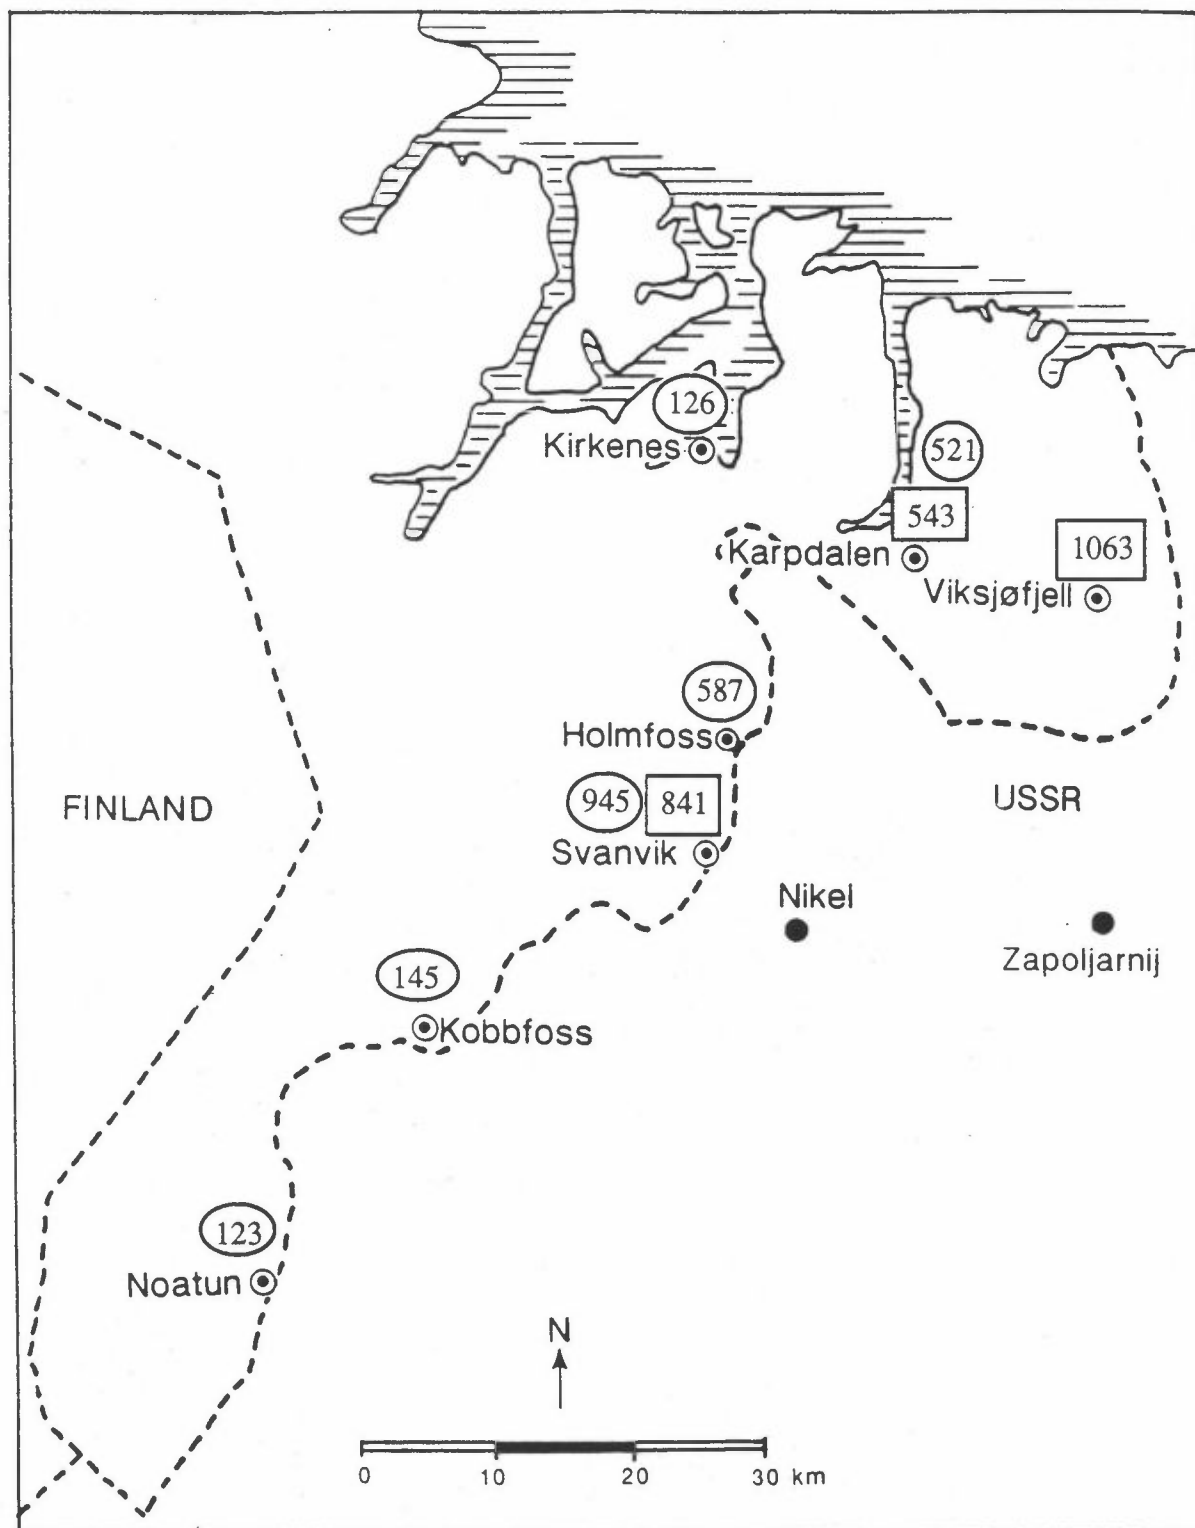 126
Kirkenes
521
543
Karpdalen
1063
Viksjøfjell
587
Holmfoss
FINLAND
945
841
USSR
Svanvik
Nikel
Zapoljarnij
145
Kobbfoss
123
Noatun
N
0 10 20 30 km